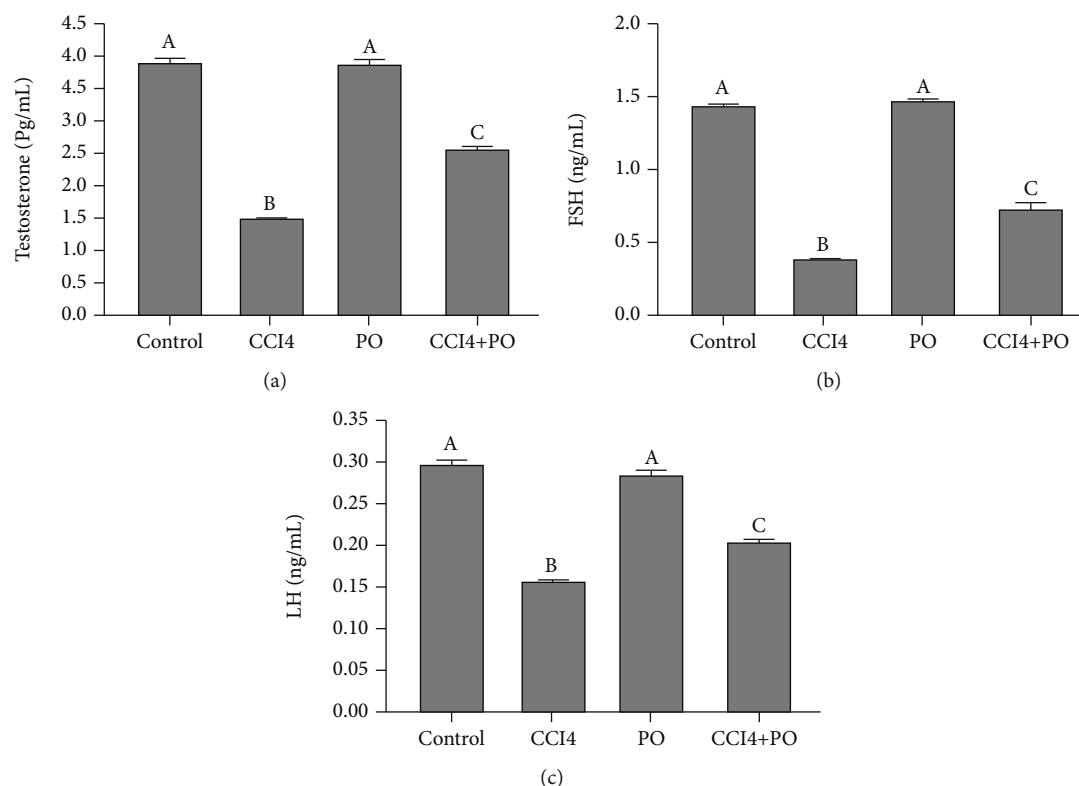 4.5
4.0
4.5
3.0
2.5
2.0
1.5
1.0
0.5
0.0
Testosterone (Pg/mL)
A
B
A
C
Control
CCI4
PO
CCI4+PO
(a)
2.0
1.5
1.0
0.5
0.0
FSH (ng/mL)
A
B
A
C
Control
CCI4
PO
CCI4+PO
(b)
0.35
0.30
0.25
0.20
0.15
0.10
0.05
0.00
LH (ng/mL)
A
B
A
C
Control
CCI4
PO
CCI4+PO
(c)